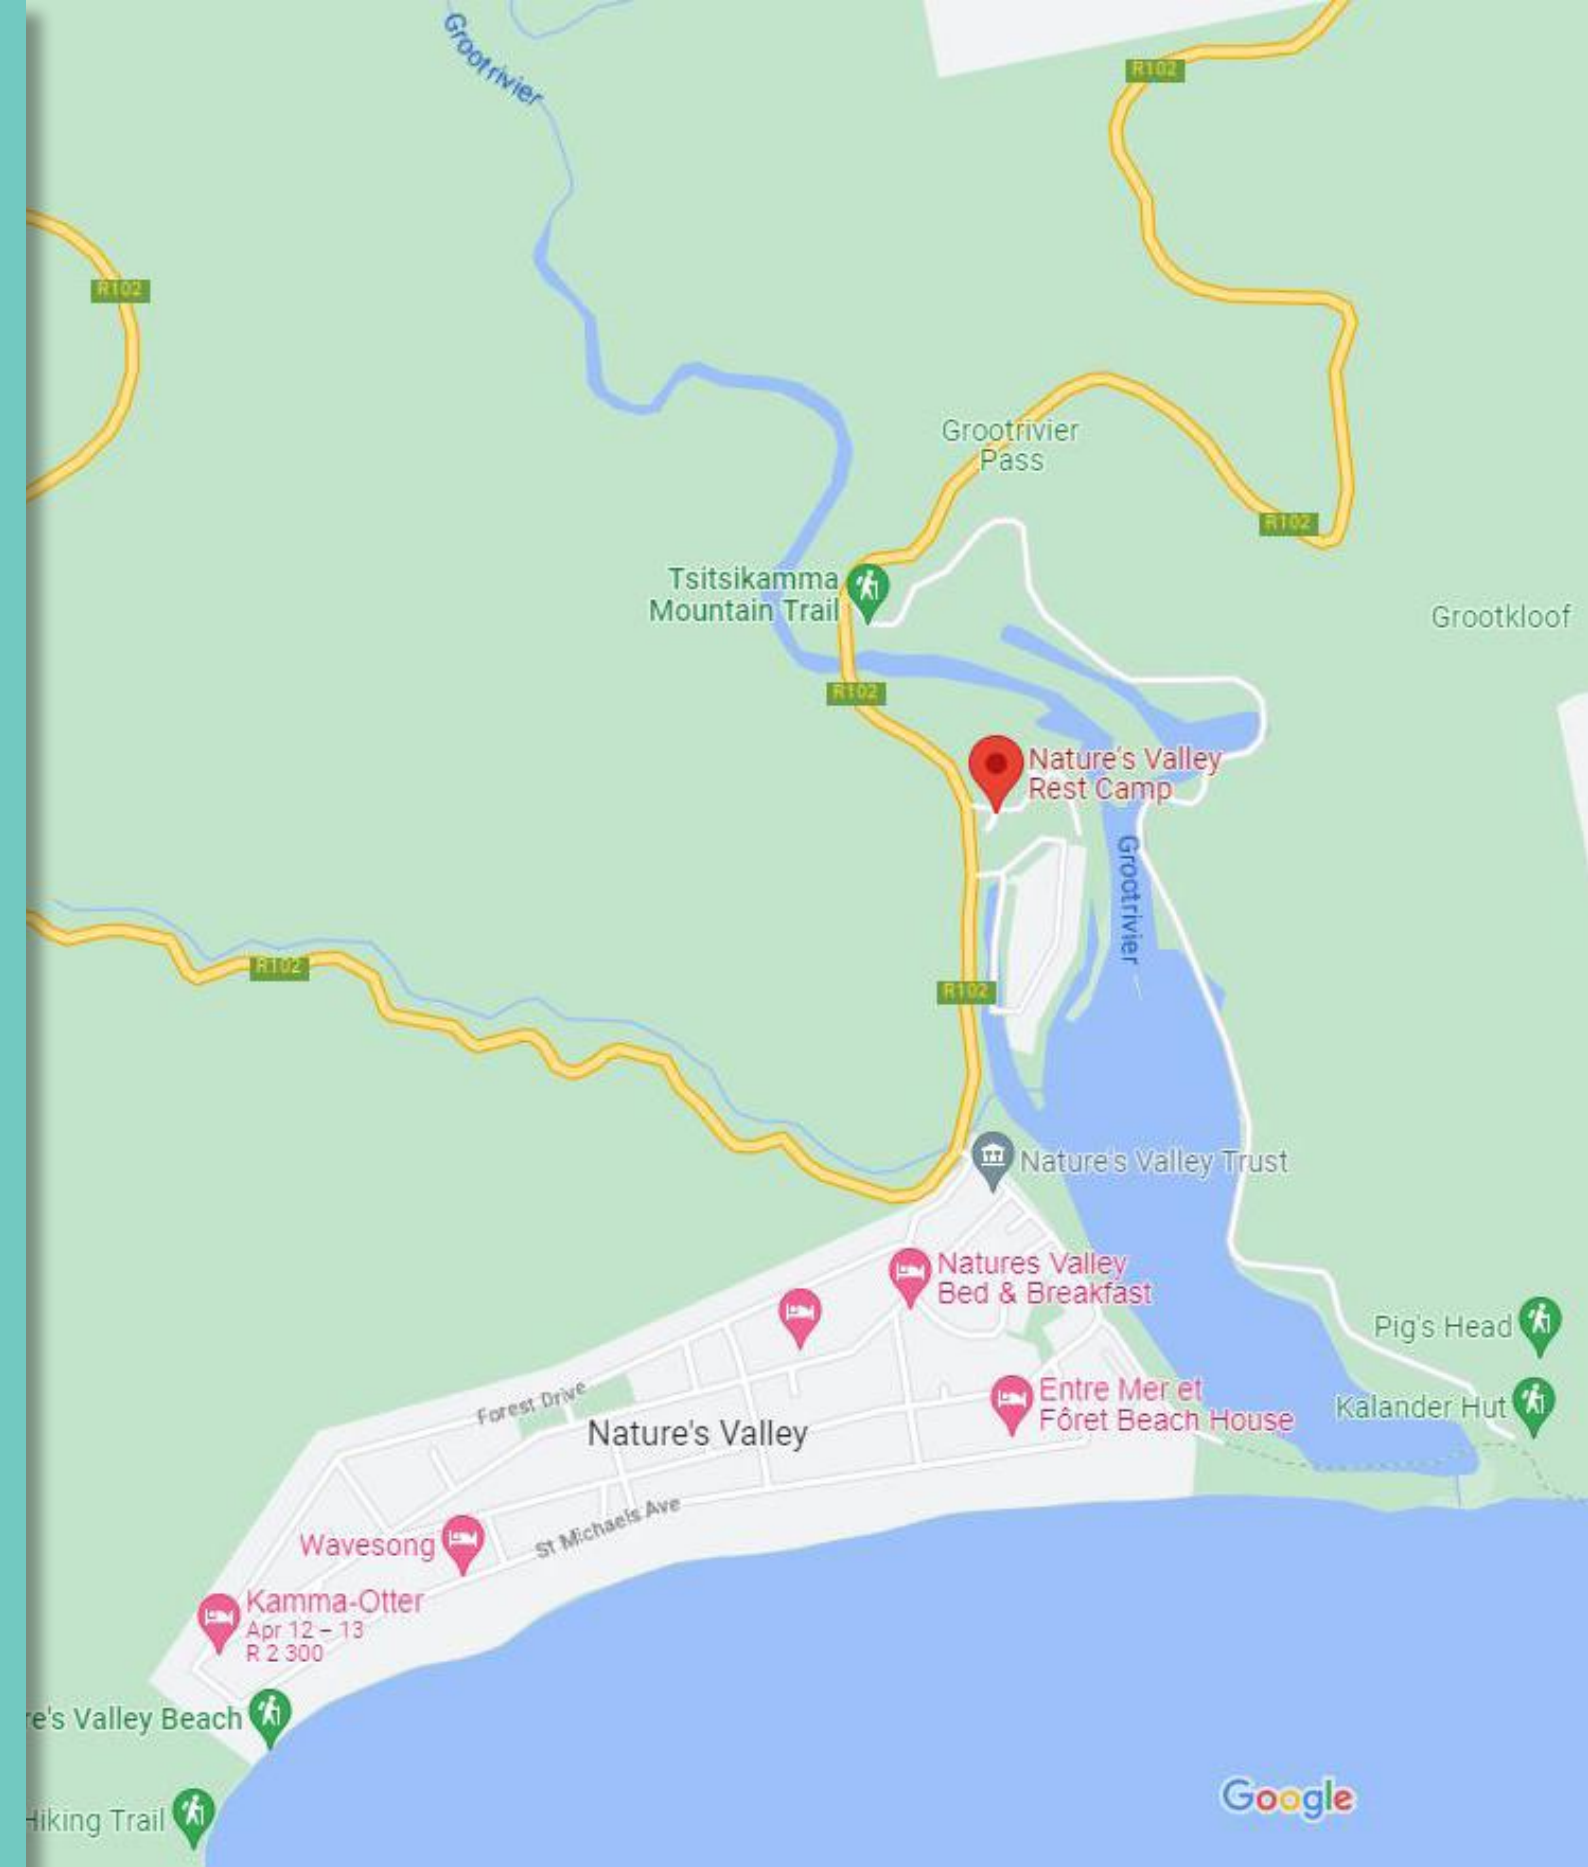 Grootrivier
R102
R102
Grootrivier
Pass
R102
Tsitsikamma
Mountain Trail
Grootkloof
R102
Nature's Valley
Rest Camp
Grootrivier
R102
R102
Nature's Valley Trust
Natures Valley
Bed & Breakfast
Pig's Head
Entre Mer et
Fôret Beach House
Kalander Hut
Forest Drive
Nature's Valley
St Michaels Ave
Wavesong
Kamma-Otter
Apr 12 – 13
R 2 300
re's Valley Beach
Hiking Trail
Google